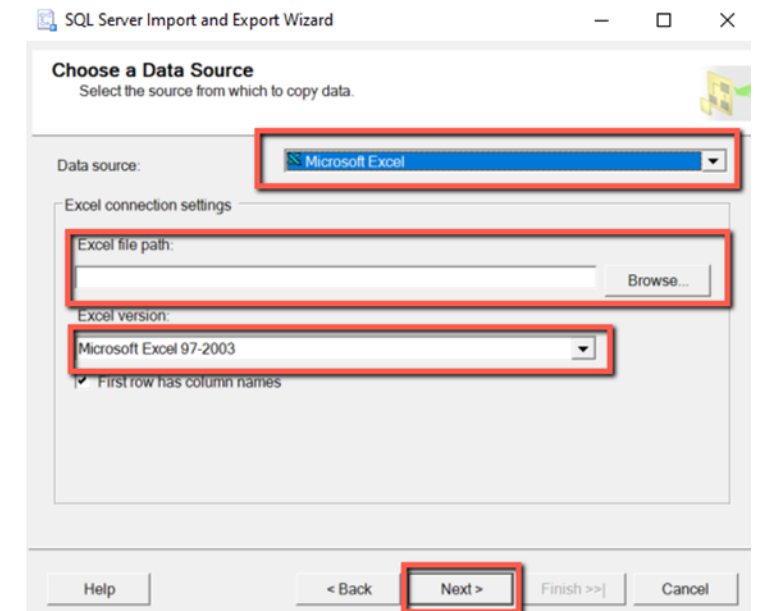 SQL Server Import and Export Wizard
Choose a Data Source
Select the source from which to copy data.
Data source:
Microsoft Excel
Excel connection settings
Excel file path:
Browse...
Excel version:
Microsoft Excel 97-2003
First row has column names
Help
< Back
Next >
Finish >>|
Cancel